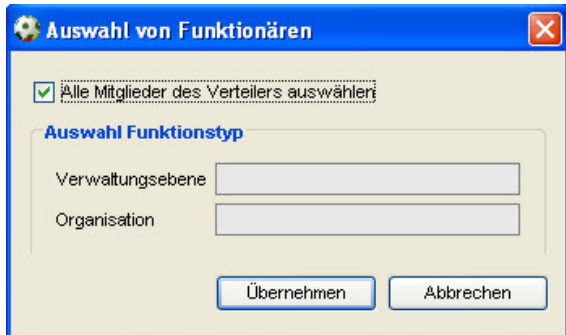 Auswahl von Funktionären
Alle Mitglieder des Verteilers auswählen
Auswahl Funktionstyp
Verwaltungsebene
Organisation
Übernehmen Abbrechen